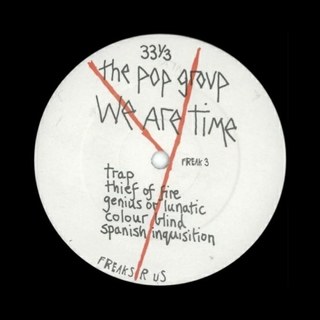 33⅓
the pop group
We Are time
FREAK 3
trap
thief of fire
genius or lunatic
colour blind
spanish inquisition
FREAKS R US